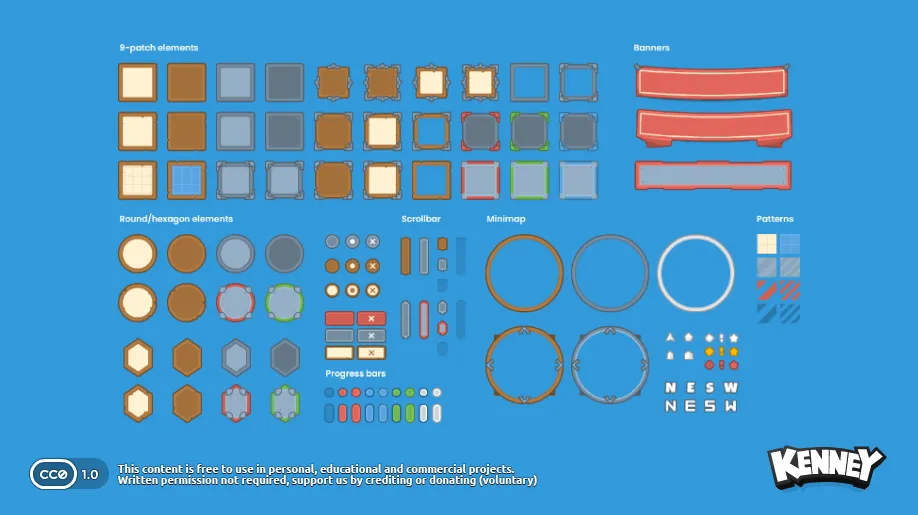 9-patch elements
Banners
Round/hexagon elements
Scrollbar
Minimap
Patterns
Progress bars
N E S W
N E S W
CC0 1.0
This content is free to use in personal, educational and commercial projects.
Written permission not required, support us by crediting or donating (voluntary)
KENNEY